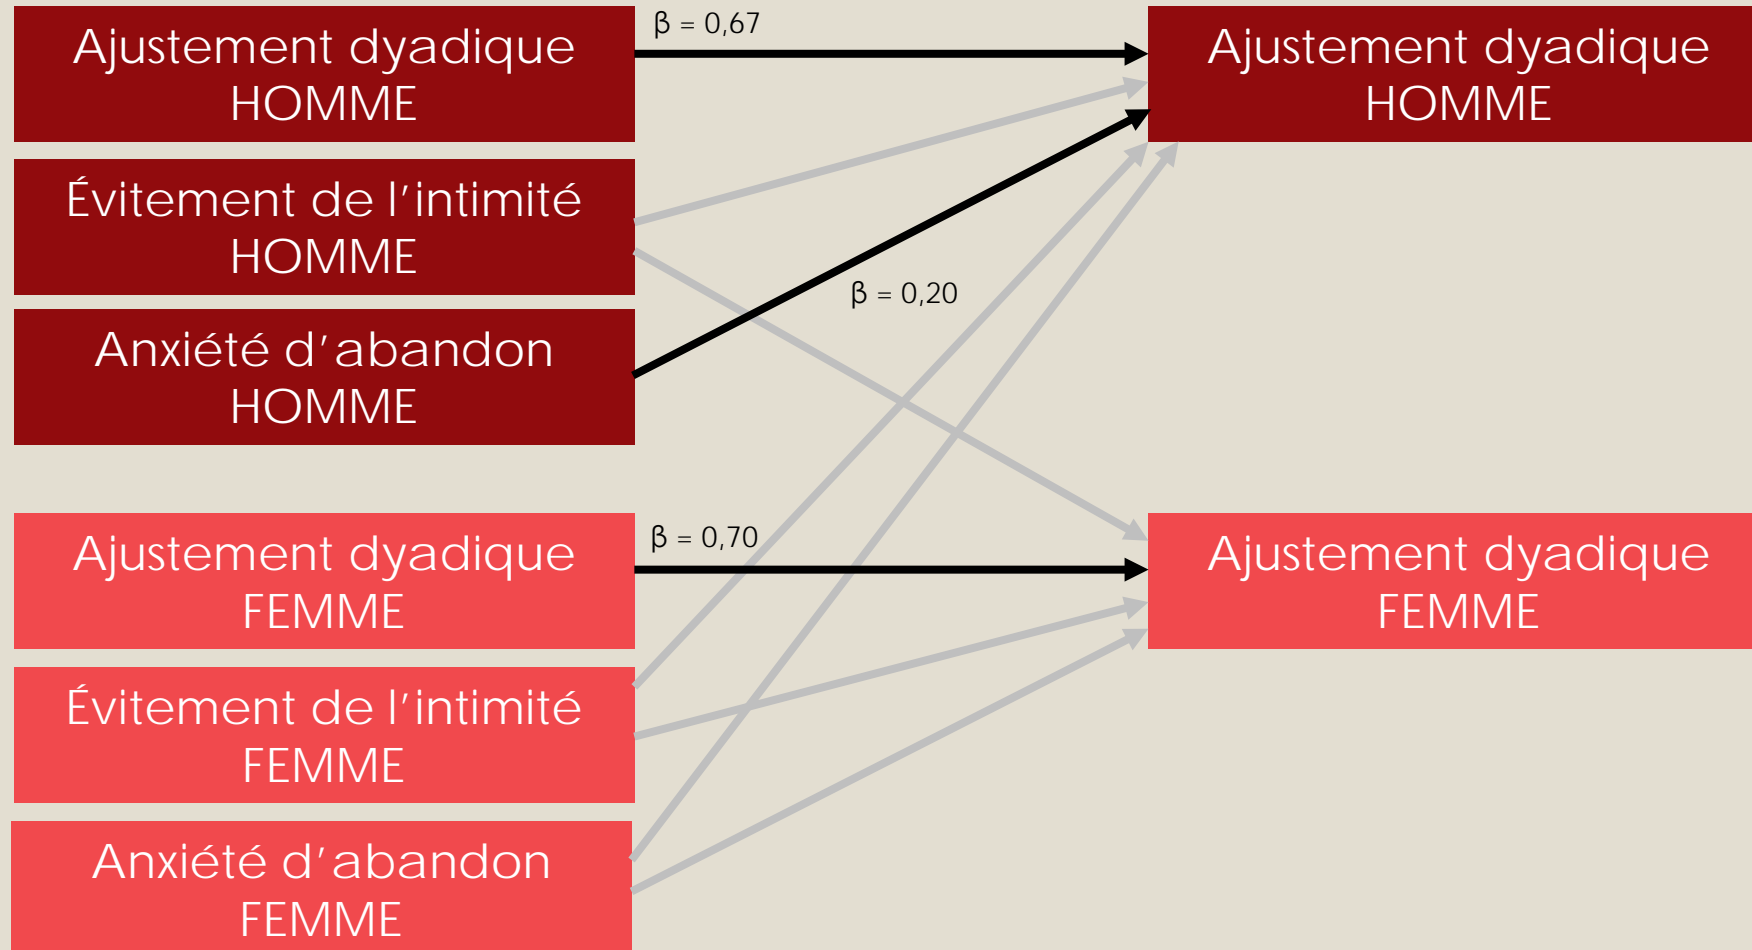 Ajustement dyadique
HOMME
β = 0,67
Ajustement dyadique
HOMME
Évitement de l’intimité
HOMME
β = 0,20
Anxiété d’abandon
HOMME
Ajustement dyadique
FEMME
β = 0,70
Ajustement dyadique
FEMME
Évitement de l’intimité
FEMME
Anxiété d’abandon
FEMME